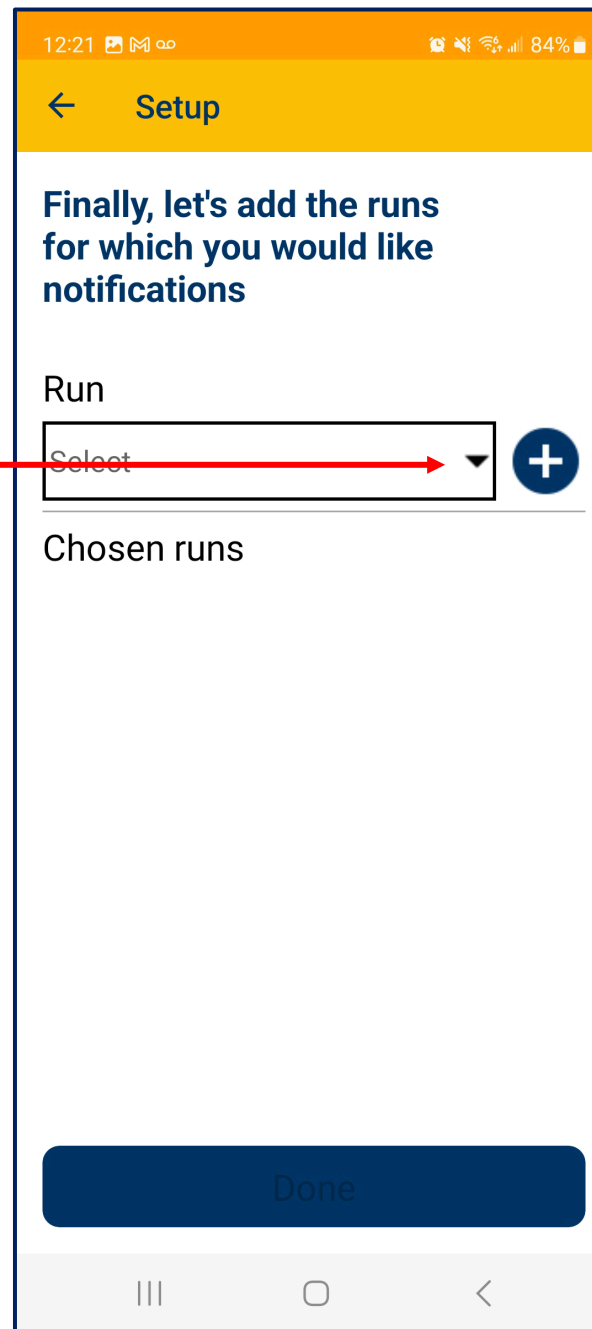 12:21 84%
Setup
Finally, let's add the runs
for which you would like
notifications
Run
Select
Chosen runs
Done